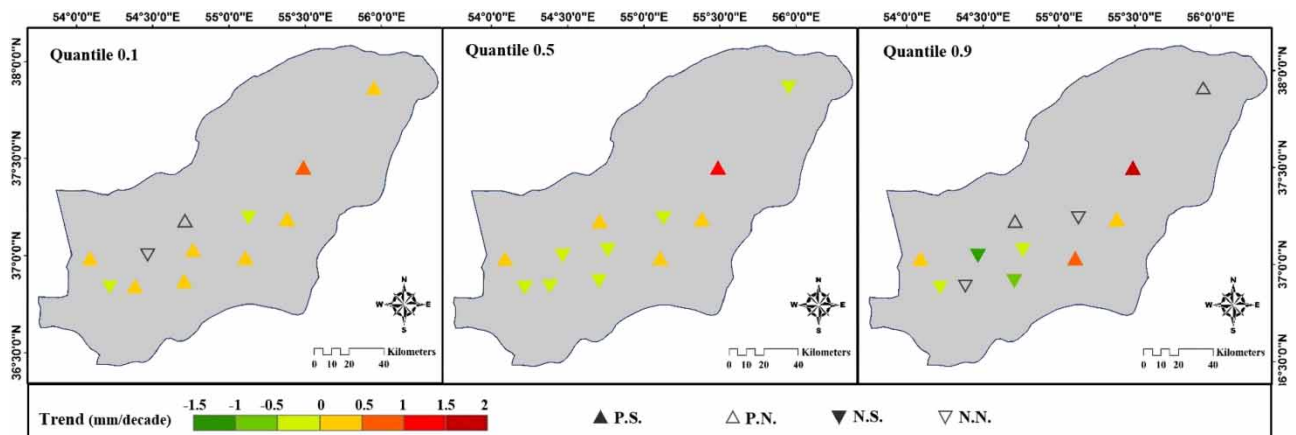 54°0'0"E 54°30'0"E 55°0'0"E 55°30'0"E 56°0'0"E
54°0'0"E 54°30'0"E 55°0'0"E 55°30'0"E 56°0'0"E
54°0'0"E 54°30'0"E 55°0'0"E 55°30'0"E 56°0'0"E
38°0'0"N
37°30'0"N
37°0'0"N
36°30'0"N
Quantile 0.1
N
W E
S
Kilometers
0 10 20 40
Quantile 0.5
N
W E
S
Kilometers
0 10 20 40
Quantile 0.9
N
W E
S
Kilometers
0 10 20 40
38°0'0"N
37°30'0"N
37°0'0"N
36°30'0"N
Trend (mm/decade)
-1.5 -1 -0.5 0 0.5 1 1.5 2
P.S. P.N. N.S. N.N.